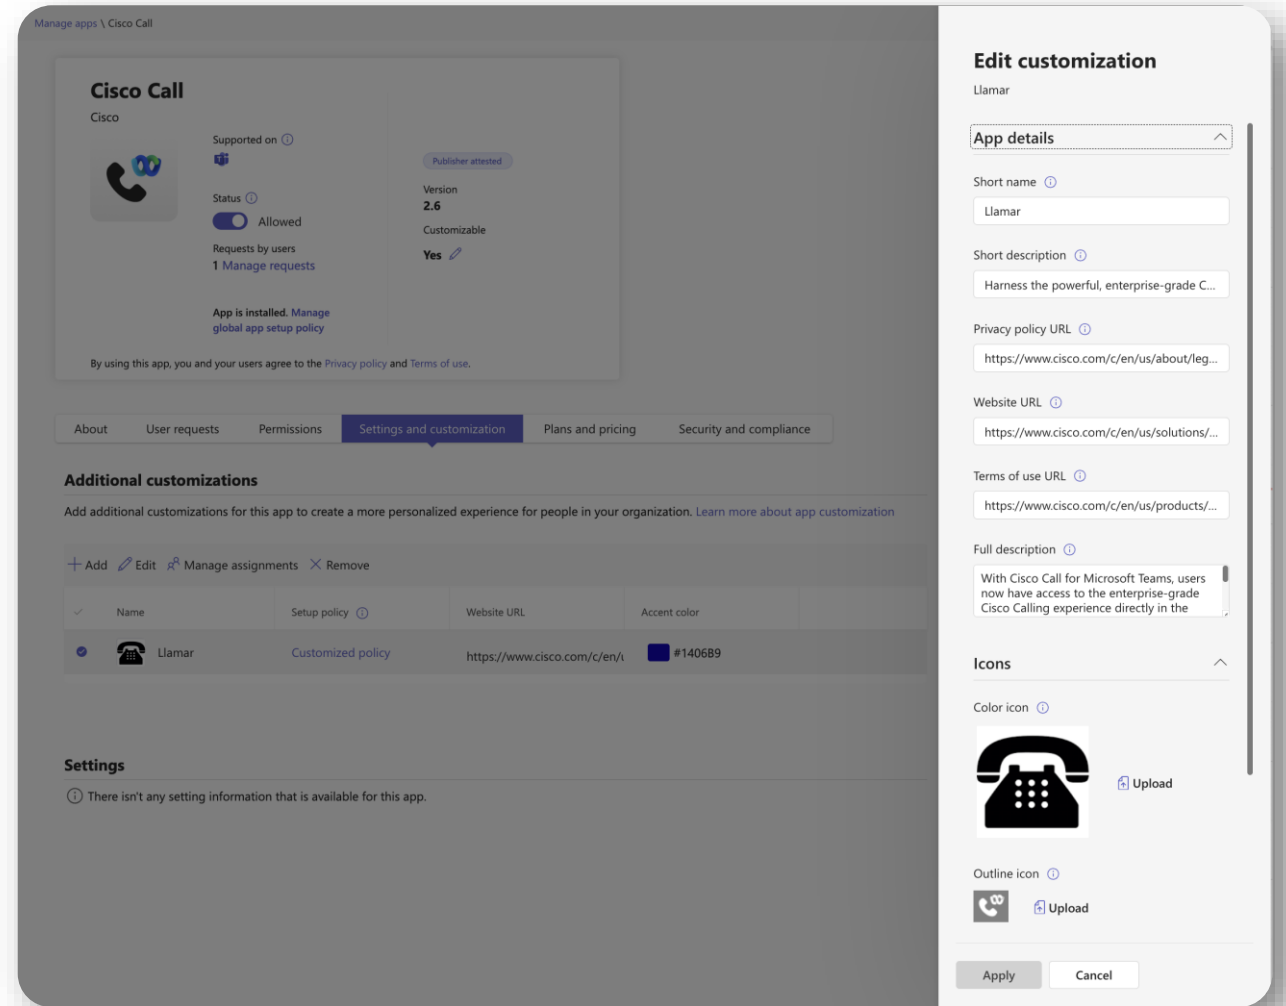 Manage apps \ Cisco Call
Cisco Call
Cisco
Supported on
Status
Allowed
Requests by users
1 Manage requests
App is installed. Manage
global app setup policy
Publisher attested
Version
2.6
Customizable
Yes
By using this app, you and your users agree to the Privacy policy and Terms of use.
About User requests Permissions Settings and customization Plans and pricing Security and compliance
Additional customizations
Add additional customizations for this app to create a more personalized experience for people in your organization. Learn more about app customization
Add Edit Manage assignments Remove
Name Setup policy Website URL Accent color
Llamar Customized policy https://www.cisco.com/c/en/u #1406B9
Settings
There isn't any setting information that is available for this app.
Edit customization
Llamar
App details
Short name
Llamar
Short description
Harness the powerful, enterprise-grade C...
Privacy policy URL
https://www.cisco.com/c/en/us/about/leg...
Website URL
https://www.cisco.com/c/en/us/solutions/...
Terms of use URL
https://www.cisco.com/c/en/us/products/...
Full description
With Cisco Call for Microsoft Teams, users
now have access to the enterprise-grade
Cisco Calling experience directly in the
Icons
Color icon
Upload
Outline icon
Upload
Apply Cancel